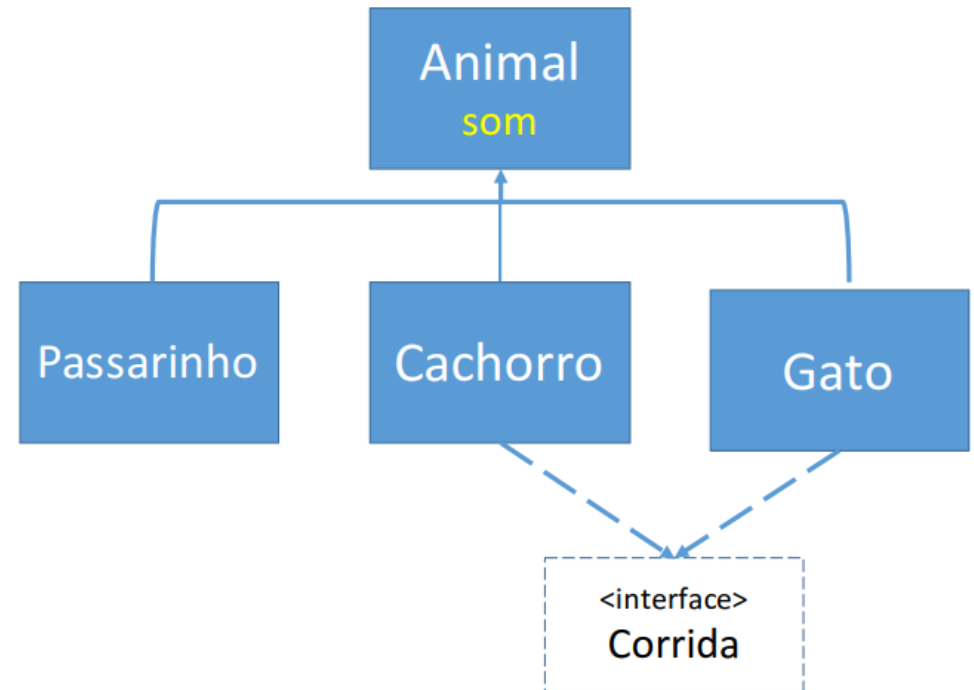 Animal
som
Passarinho
Cachorro
Gato
<interface>
Corrida